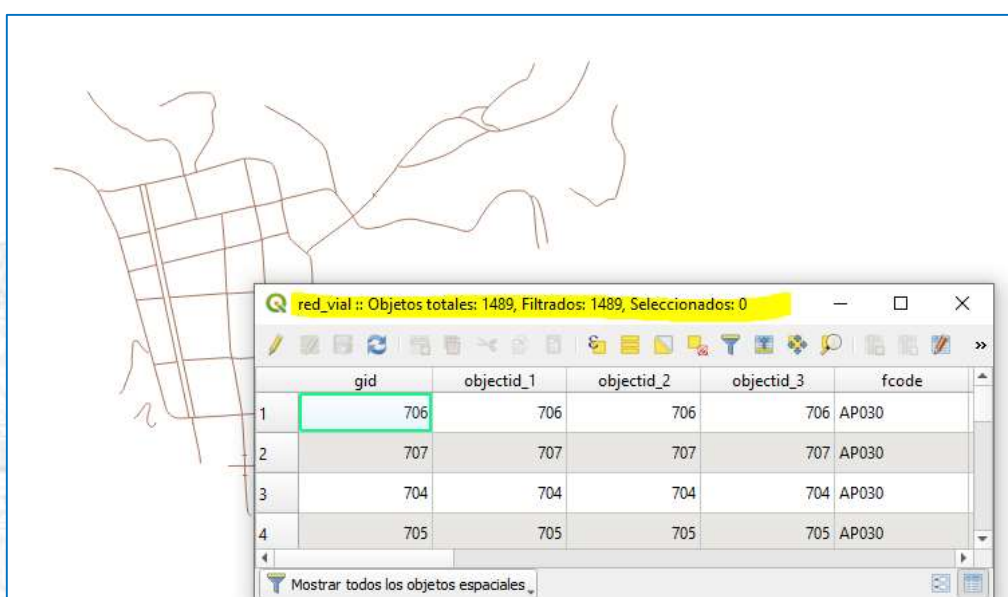 red_vial :: Objetos totales: 1489, Filtrados: 1489, Seleccionados: 0
gid objectid_1 objectid_2 objectid_3 fcode
1 706 706 706 706 AP030
2 707 707 707 707 AP030
3 704 704 704 704 AP030
4 705 705 705 705 AP030
Mostrar todos los objetos espaciales